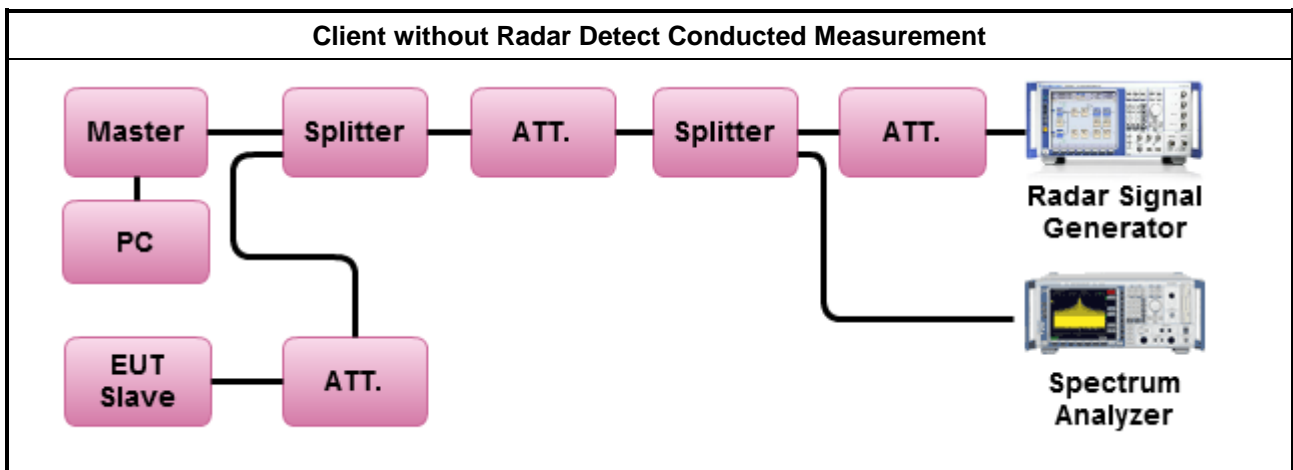 Client without Radar Detect Conducted Measurement
Master
Splitter
ATT.
Splitter
ATT.
Radar Signal
Generator
PC
EUT
Slave
ATT.
Spectrum
Analyzer